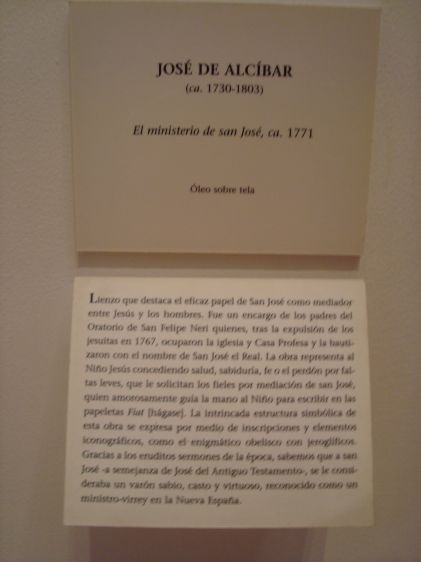 JOSÉ DE ALCÍBAR
(ca. 1730-1803)
El ministerio de san José, ca. 1771
Óleo sobre tela
Lienzo que destaca el eficaz papel de San José como mediador
entre Jesús y los hombres. Fue un encargo de los padres del
Oratorio de San Felipe Neri quienes, tras la expulsión de los
jesuitas en 1767, ocuparon la iglesia y Casa Profesa y la bauti-
zaron con el nombre de San José el Real. La obra representa al
Niño Jesús concediendo salud, sabiduría, fe o el perdón por fal-
tas leves, que le solicitan los fieles por mediación de san José,
quien amorosamente guía la mano al Niño para escribir en las
papeletas Fiat [hágase]. La intrincada estructura simbólica de
esta obra se expresa por medio de inscripciones y elementos
iconográficos, como el enigmático obelisco con jeroglíficos.
Gracias a los eruditos sermones de la época, sabemos que a san
José -a semejanza de José del Antiguo Testamento-, se le consi-
deraba un varón sabio, casto y virtuoso, reconocido como un
ministro-virrey en la Nueva España.